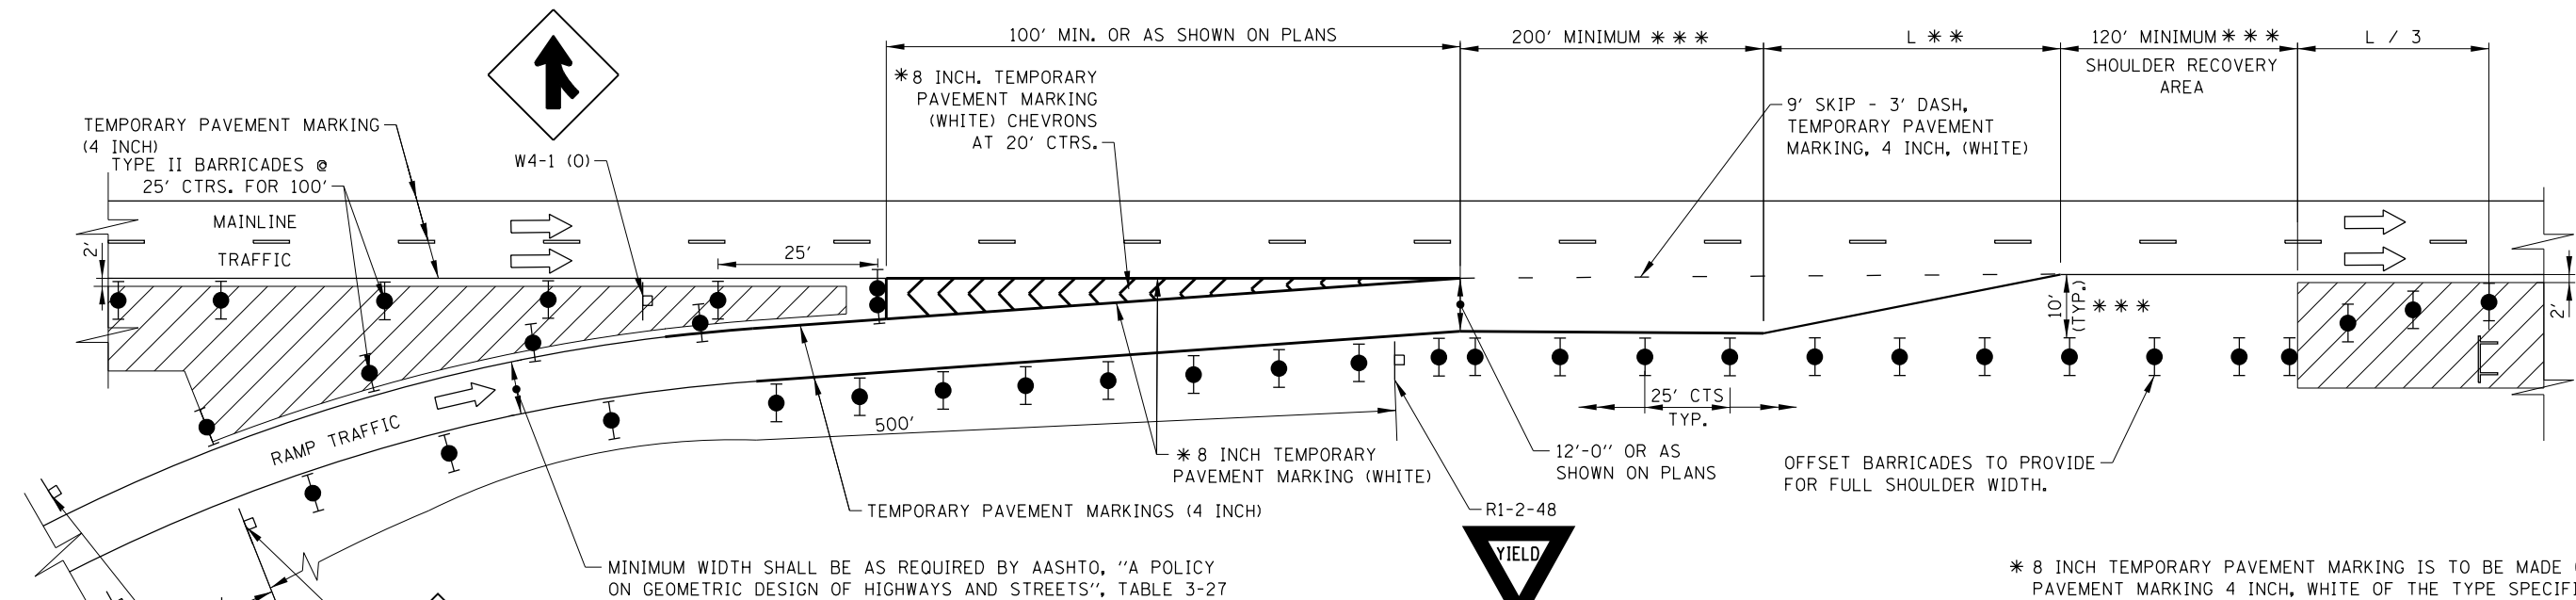 100' MIN. OR AS SHOWN ON PLANS
200' MINIMUM ***
L **
120' MINIMUM ***
L / 3
SHOULDER RECOVERY
AREA
*8 INCH. TEMPORARY
PAVEMENT MARKING
(WHITE) CHEVRONS
AT 20' CTRS.
9' SKIP - 3' DASH,
TEMPORARY PAVEMENT
MARKING, 4 INCH, (WHITE)
TEMPORARY PAVEMENT MARKING
(4 INCH)
TYPE II BARRICADES @
25' CTRS. FOR 100'
W4-1 (O)
MAINLINE
TRAFFIC
2'
25'
10'
(TYP.)
***
2'
25' CTS
TYP.
RAMP TRAFFIC
500'
*8 INCH TEMPORARY
PAVEMENT MARKING (WHITE)
12'-0" OR AS
SHOWN ON PLANS
OFFSET BARRICADES TO PROVIDE
FOR FULL SHOULDER WIDTH.
TEMPORARY PAVEMENT MARKINGS (4 INCH)
R1-2-48
YIELD
MINIMUM WIDTH SHALL BE AS REQUIRED BY AASHTO, "A POLICY
ON GEOMETRIC DESIGN OF HIGHWAYS AND STREETS", TABLE 3-27
* 8 INCH TEMPORARY PAVEMENT MARKING IS TO BE MADE
PAVEMENT MARKING 4 INCH, WHITE OF THE TYPE